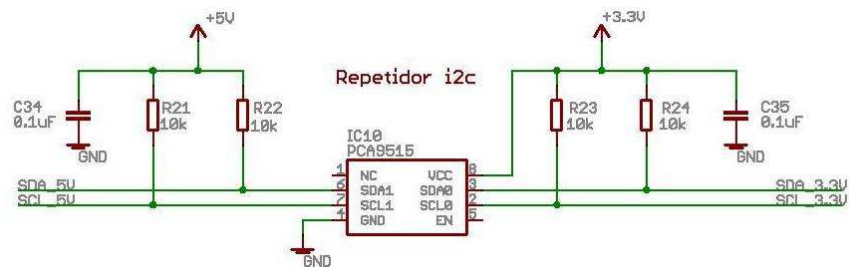 +5V
+3.3V
Repetidor i2c
C34
0.1uF
GND
R21
10k
R22
10k
R23
10k
R24
10k
C35
0.1uF
GND
IC10
PCA9515
1 NC VCC 8
SDA_5V 6 SDA1 SDA0 3 SDA_3.3V
SCL_5V 7 SCL1 SCL0 2 SCL_3.3V
4 GND EN 5
GND